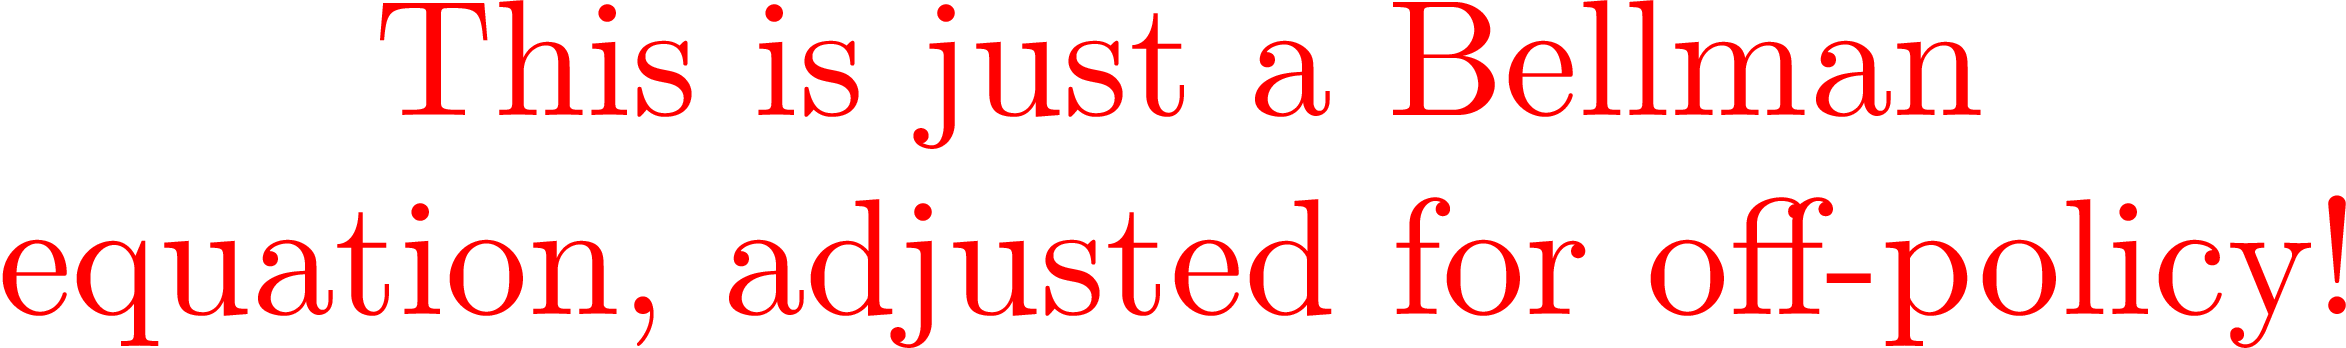 This is just a Bellman
equation, adjusted for off-policy!